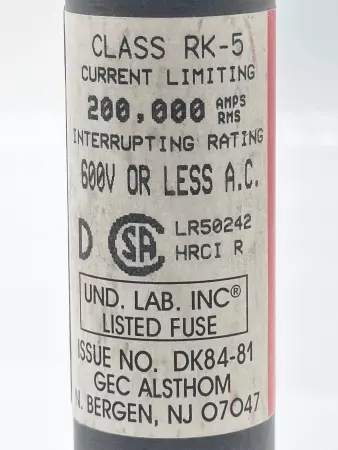 CLASS RK-5
CURRENT LIMITING
200,000 AMPS RMS
INTERRUPTING RATING
600V OR LESS A.C.
D SA LR50242
HRCI R
UND. LAB. INC®
LISTED FUSE
ISSUE NO. DK84-81
GEC ALSTHOM
N. BERGEN, NJ 07047